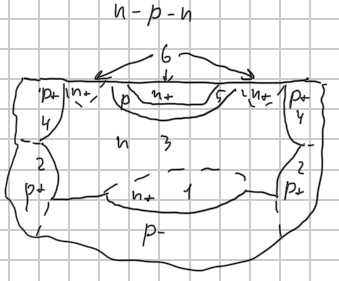 n-p-n
6
p+ n+ p n+ 5 n+ p+
4 4
n 3
2 2
p+ n+ 1 p+
p-